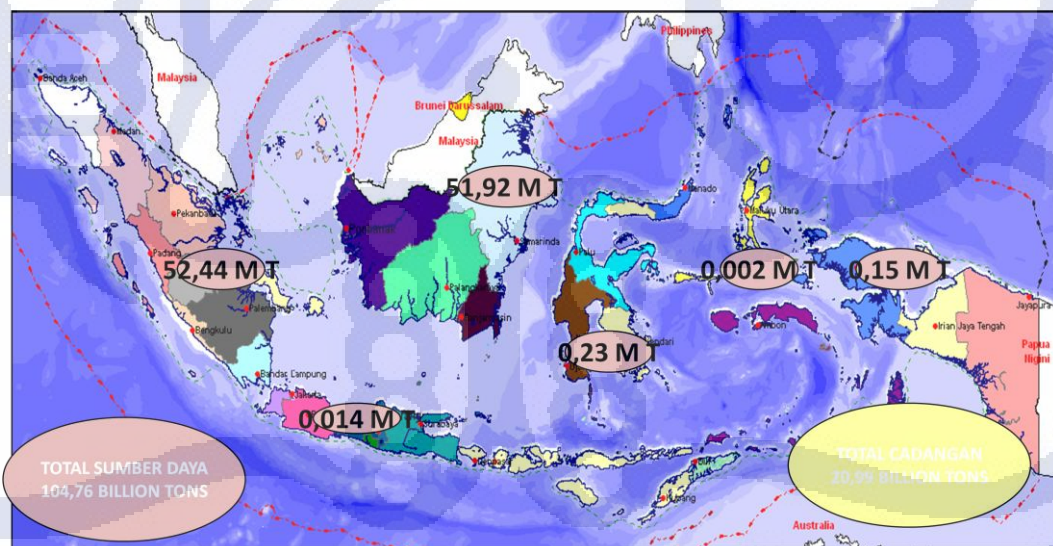 Philippines
Banda Aceh
Malaysia
Medan
Brunei Darussalam
Malaysia
51,92 M T
Manado
Maluku Utara
Pekanbaru
Pontianak
Samarinda
Padang
Palu
52,44 M T
0,002 M T
0,15 M T
Palembang
Jayapura
Ambon
Irian Jaya Tengah
Bengkulu
Papua
Niigini
0,23 M T
Kendari
Bandar Lampung
Jakarta
0,014 M T
Surabaya
TOTAL SUMBER DAYA
104,76 BILLION TONS
TOTAL CADANGAN
20,99 BILLION TONS
Kupang
Australia